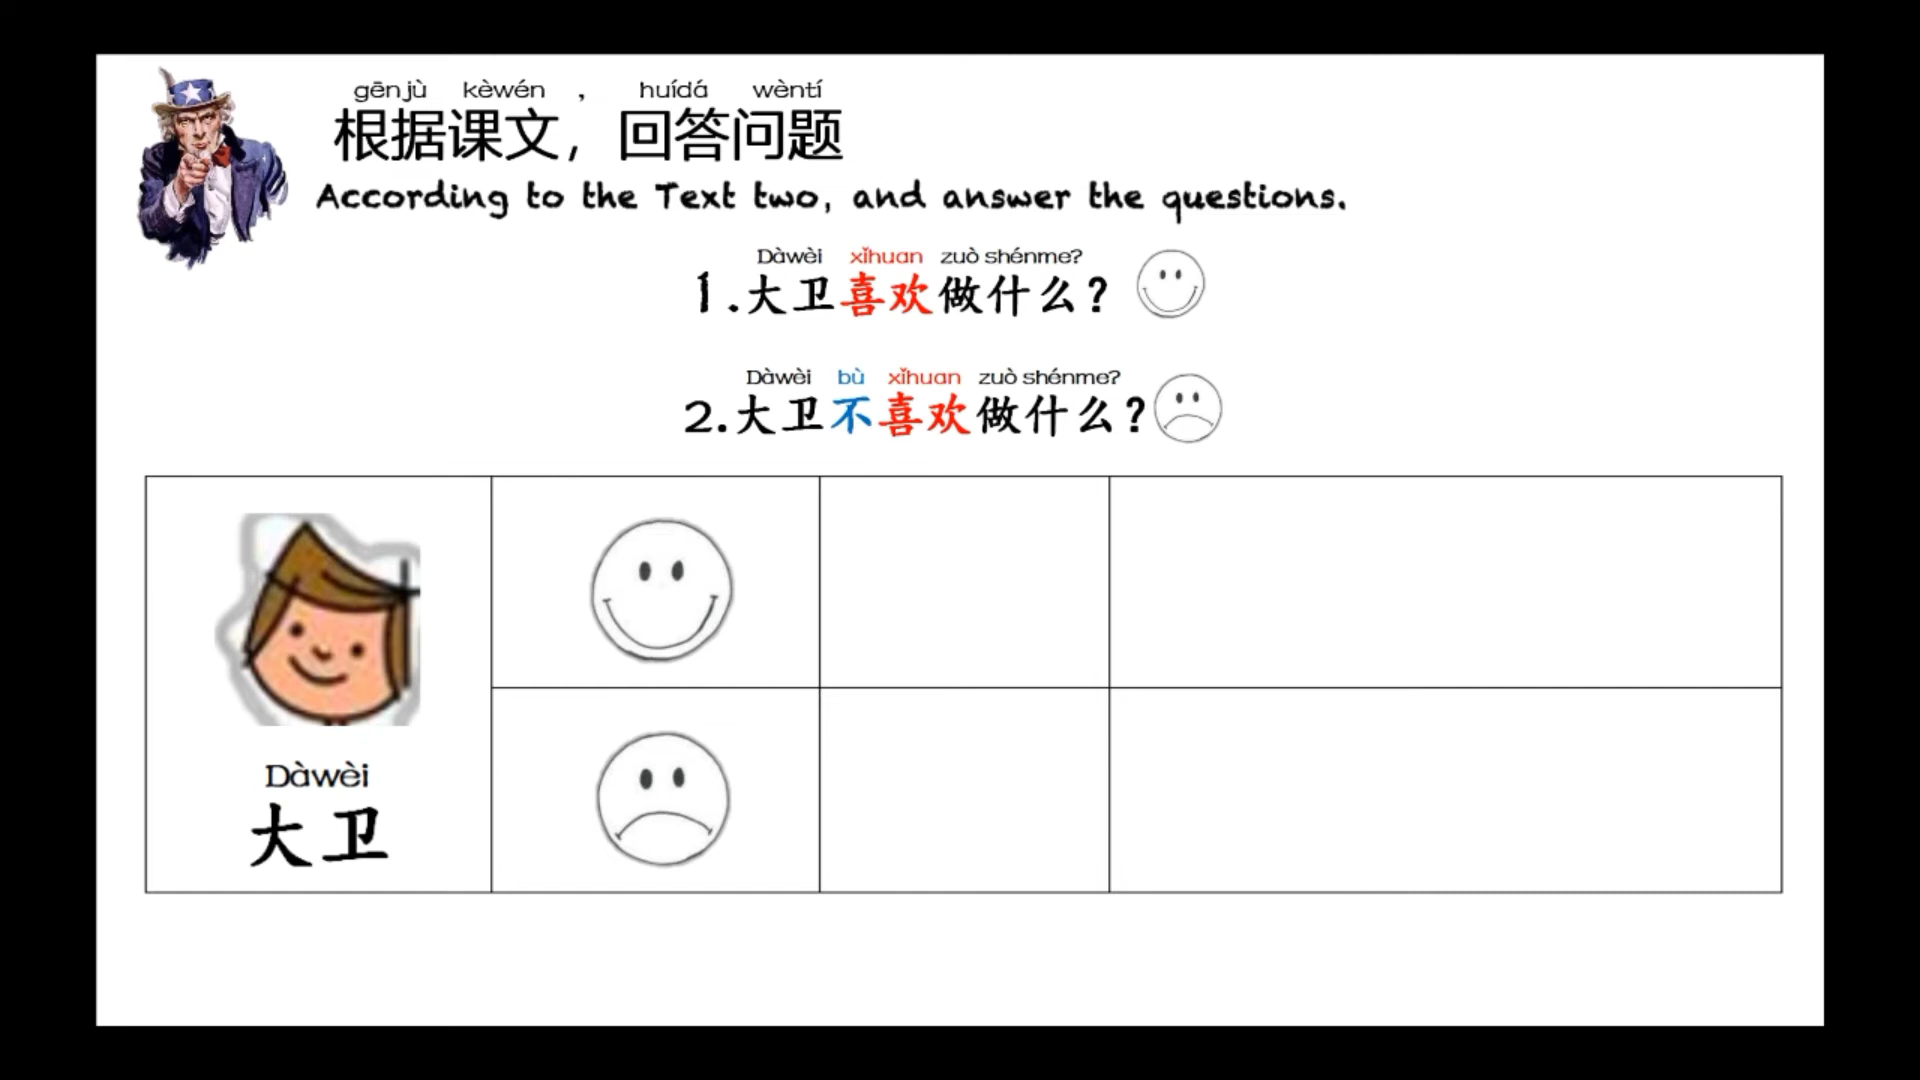 gēnjù kèwén , huídá wèntí
根据课文，回答问题
According to the Text two, and answer the questions.
Dàwèi xǐhuan zuò shénme?
1.大卫喜欢做什么？
Dàwèi bù xǐhuan zuò shénme?
2.大卫不喜欢做什么？
Dàwèi
大卫